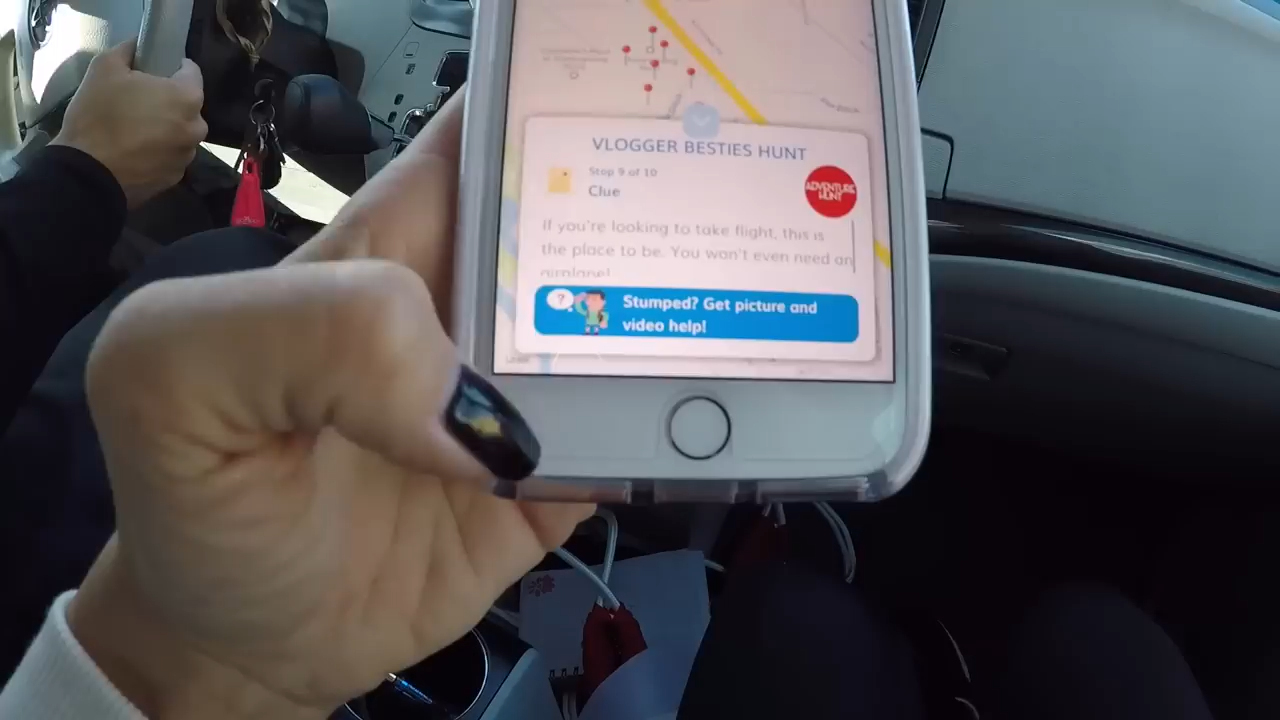 VLOGGER BESTIES HUNT
Stop 9 of 10
Clue
ADVENTURE
HUNT
If you're looking to take flight, this is
the place to be. You won't even need an
airplane!
?
Stumped? Get picture and
video help!